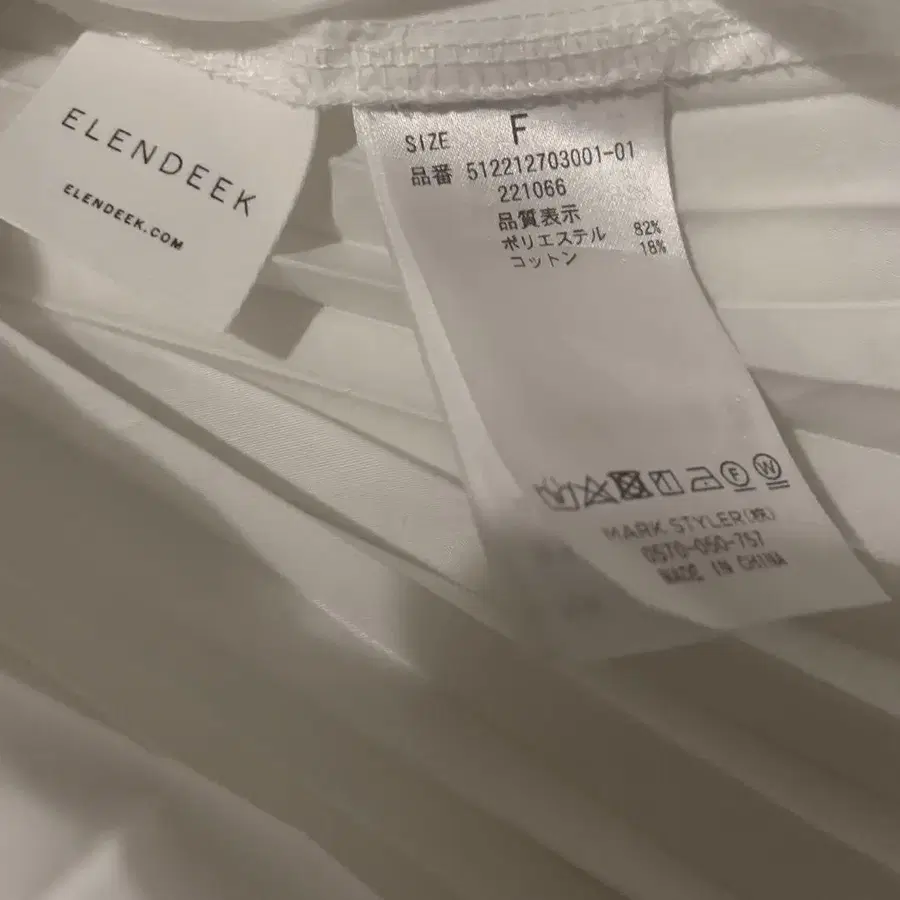 ELENDEEK
ELENDEEK.COM
SIZE F
品番 512212703001-01
221066
品質表示
ポリエステル 82%
コットン 18%
F W
MARK STYLER(株)
0570-050-757
MADE IN CHINA